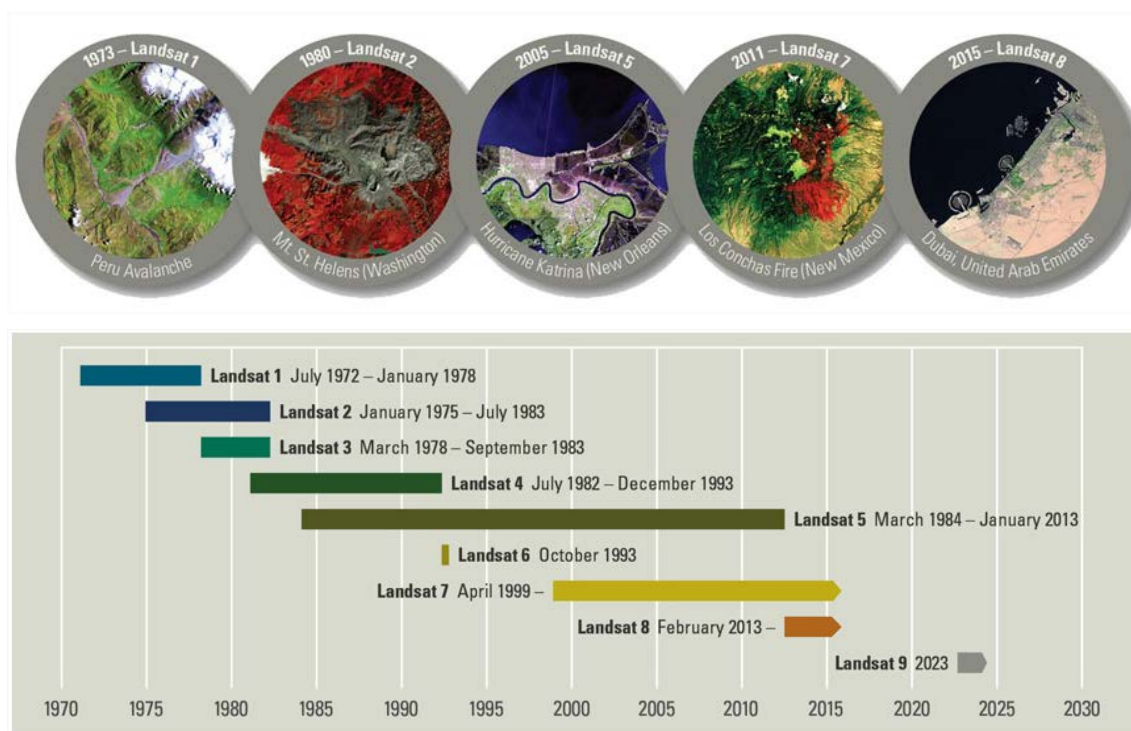 1973 – Landsat 1
Peru Avalanche
1980 – Landsat 2
Mt. St. Helens (Washington)
2005 – Landsat 5
Hurricane Katrina (New Orleans)
2011 – Landsat 7
Los Conchas Fire (New Mexico)
2015 – Landsat 8
Dubai, United Arab Emirates
Landsat 1 July 1972 – January 1978
Landsat 2 January 1975 – July 1983
Landsat 3 March 1978 – September 1983
Landsat 4 July 1982 – December 1993
Landsat 5 March 1984 – January 2013
Landsat 6 October 1993
Landsat 7 April 1999 –
Landsat 8 February 2013 –
Landsat 9 2023
1970 1975 1980 1985 1990 1995 2000 2005 2010 2015 2020 2025 2030